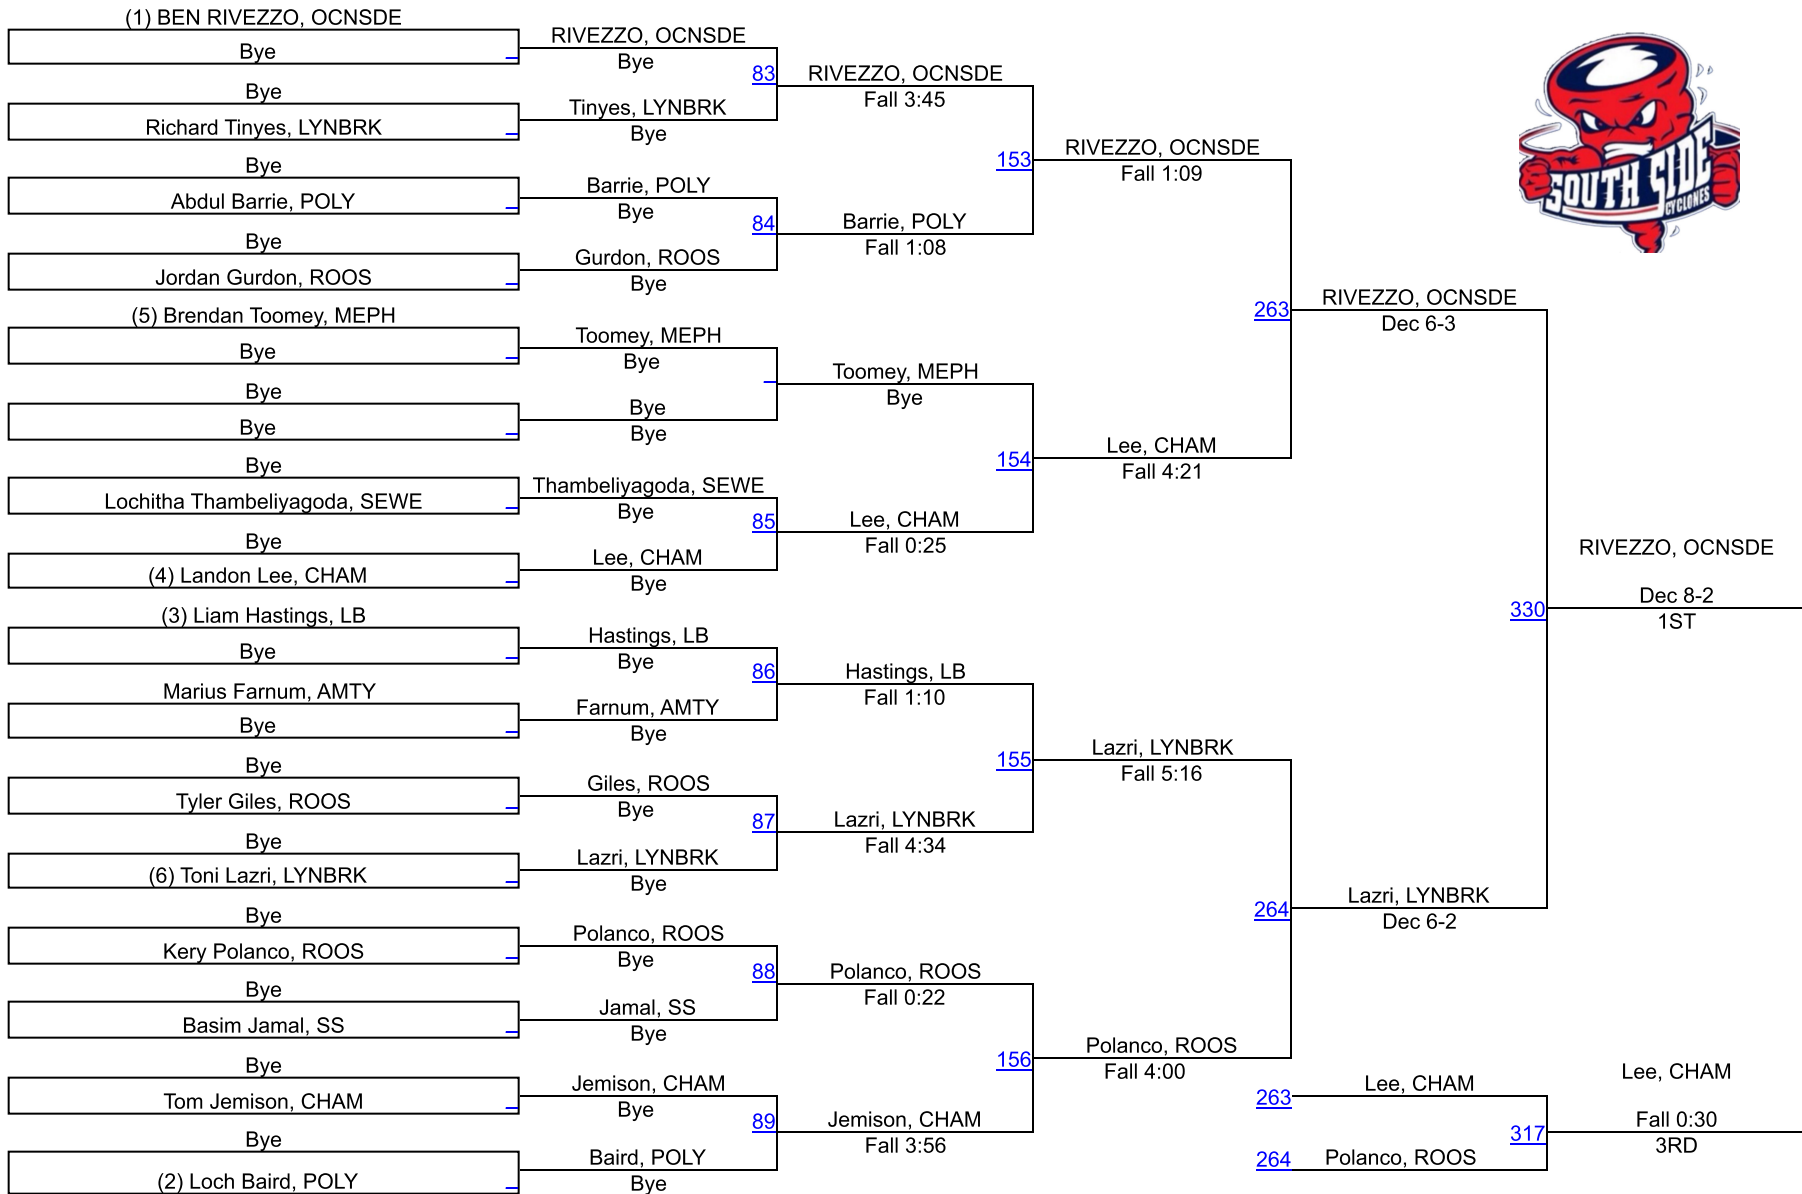 (1) BEN RIVEZZO, OCNSDE
Bye
Bye
Richard Tinyes, LYNBRK
Bye
Abdul Barrie, POLY
Bye
Jordan Gurdon, ROOS
(5) Brendan Toomey, MEPH
Bye
Bye
Bye
Bye
Lochitha Thambeliyagoda, SEWE
Bye
(4) Landon Lee, CHAM
(3) Liam Hastings, LB
Bye
Marius Farnum, AMTY
Bye
Bye
Tyler Giles, ROOS
Bye
(6) Toni Lazri, LYNBRK
Bye
Kery Polanco, ROOS
Bye
Basim Jamal, SS
Bye
Tom Jemison, CHAM
Bye
(2) Loch Baird, POLY
RIVEZZO, OCNSDE
Bye
83
Tinyes, LYNBRK
Bye
Barrie, POLY
Bye
84
Gurdon, ROOS
Bye
Toomey, MEPH
Bye
Bye
Bye
Thambeliyagoda, SEWE
Bye
85
Lee, CHAM
Bye
Hastings, LB
Bye
86
Farnum, AMTY
Bye
Giles, ROOS
Bye
87
Lazri, LYNBRK
Bye
Polanco, ROOS
Bye
88
Jamal, SS
Bye
Jemison, CHAM
Bye
89
Baird, POLY
Bye
RIVEZZO, OCNSDE
Fall 3:45
153
Barrie, POLY
Fall 1:08
Toomey, MEPH
Bye
154
Lee, CHAM
Fall 0:25
Hastings, LB
Fall 1:10
155
Lazri, LYNBRK
Fall 4:34
Polanco, ROOS
Fall 0:22
156
Jemison, CHAM
Fall 3:56
RIVEZZO, OCNSDE
Fall 1:09
263
Lee, CHAM
Fall 4:21
Lazri, LYNBRK
Fall 5:16
264
Polanco, ROOS
Fall 4:00
RIVEZZO, OCNSDE
Dec 6-3
330
Lazri, LYNBRK
Dec 6-2
263
Lee, CHAM
317
264
Polanco, ROOS
SOUTH SIDE
CYCLONES
RIVEZZO, OCNSDE
Dec 8-2
1ST
Lee, CHAM
Fall 0:30
3RD